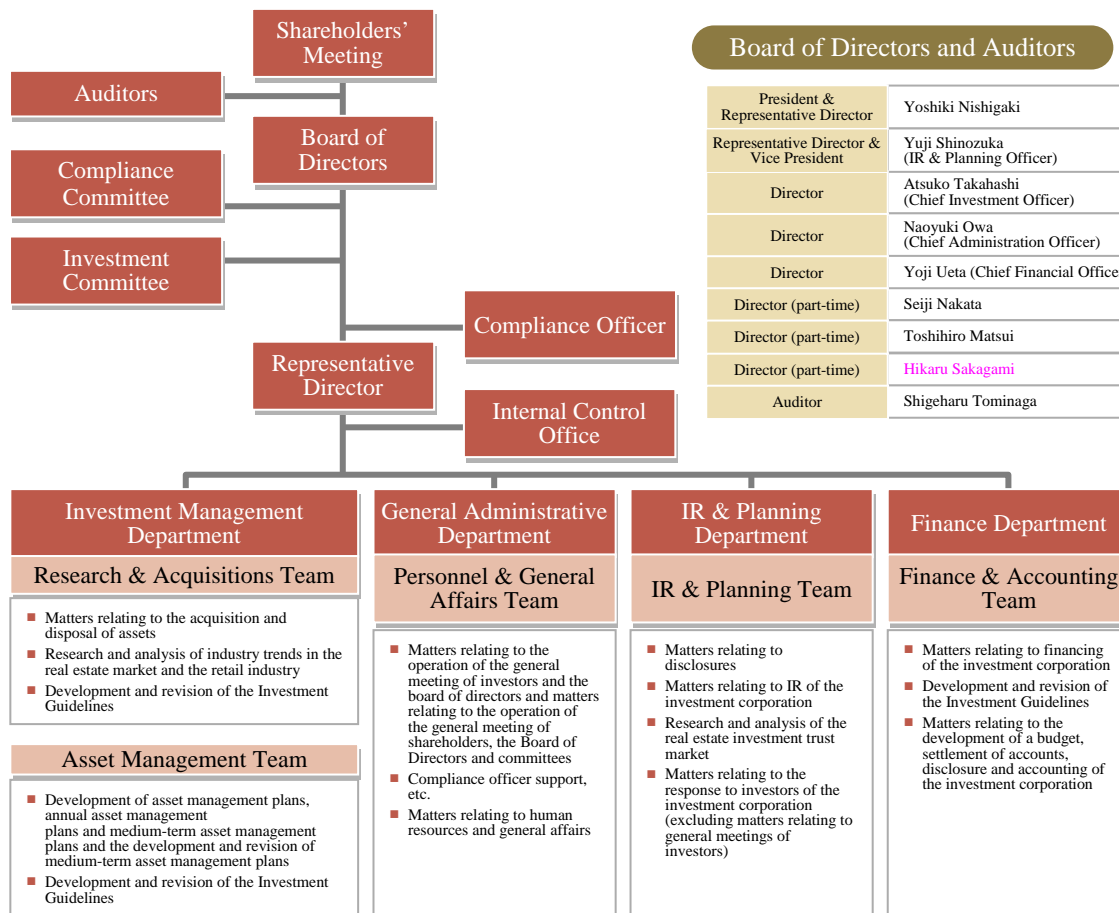 Shareholders'
Meeting
Auditors
Board of
Directors
Compliance
Committee
Investment
Committee
Compliance Officer
Representative
Director
Internal Control
Office
Board of Directors and Auditors
President &
Representative Director
Yoshiki Nishigaki
Representative Director &
Vice President
Yuji Shinozuka
(IR & Planning Officer)
Director
Atsuko Takahashi
(Chief Investment Officer)
Director
Naoyuki Owa
(Chief Administration Officer)
Director
Yoji Ueta (Chief Financial Office
Director (part-time)
Seiji Nakata
Director (part-time)
Toshihiro Matsui
Director (part-time)
Hikaru Sakagami
Auditor
Shigeharu Tominaga
Investment Management
Department
Research & Acquisitions Team
Matters relating to the acquisition and
disposal of assets
Research and analysis of industry trends in the
real estate market and the retail industry
Development and revision of the Investment
Guidelines
Asset Management Team
Development of asset management plans,
annual asset management
plans and medium-term asset management
plans and the development and revision of
medium-term asset management plans
Development and revision of the Investment
Guidelines
General Administrative
Department
Personnel & General
Affairs Team
Matters relating to the
operation of the general
meeting of investors and the
board of directors and matters
relating to the operation of
the general meeting of
shareholders, the Board of
Directors and committees
Compliance officer support,
etc.
Matters relating to human
resources and general affairs
IR & Planning
Department
IR & Planning Team
Matters relating to
disclosures
Matters relating to IR of the
investment corporation
Research and analysis of the
real estate investment trust
market
Matters relating to the
response to investors of the
investment corporation
(excluding matters relating to
general meetings of
investors)
Finance Department
Finance & Accounting
Team
Matters relating to financing
of the investment corporation
Development and revision of
the Investment Guidelines
Matters relating to the
development of a budget,
settlement of accounts,
disclosure and accounting of
the investment corporation